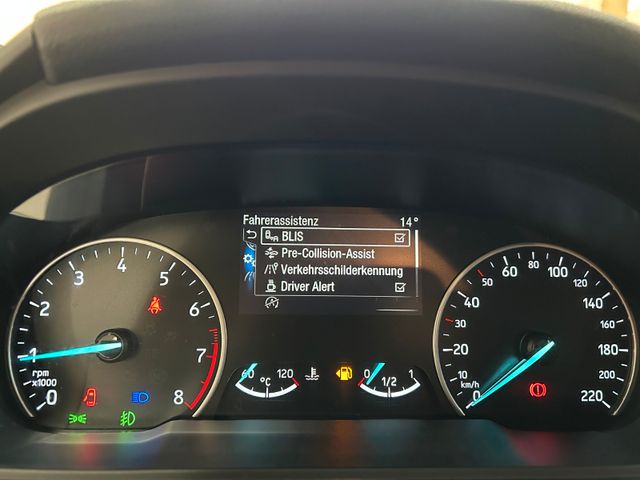 Fahrerassistenz 14°
BLIS
Pre-Collision-Assist
Verkehrsschilderkennung
Driver Alert
0 1 2 3 4 5 6 7 8
rpm
x1000
60 °C 120
0 1/2 1
0 10 20 30 40 50 60 80 100 120 140 160 180 200 220
km/h